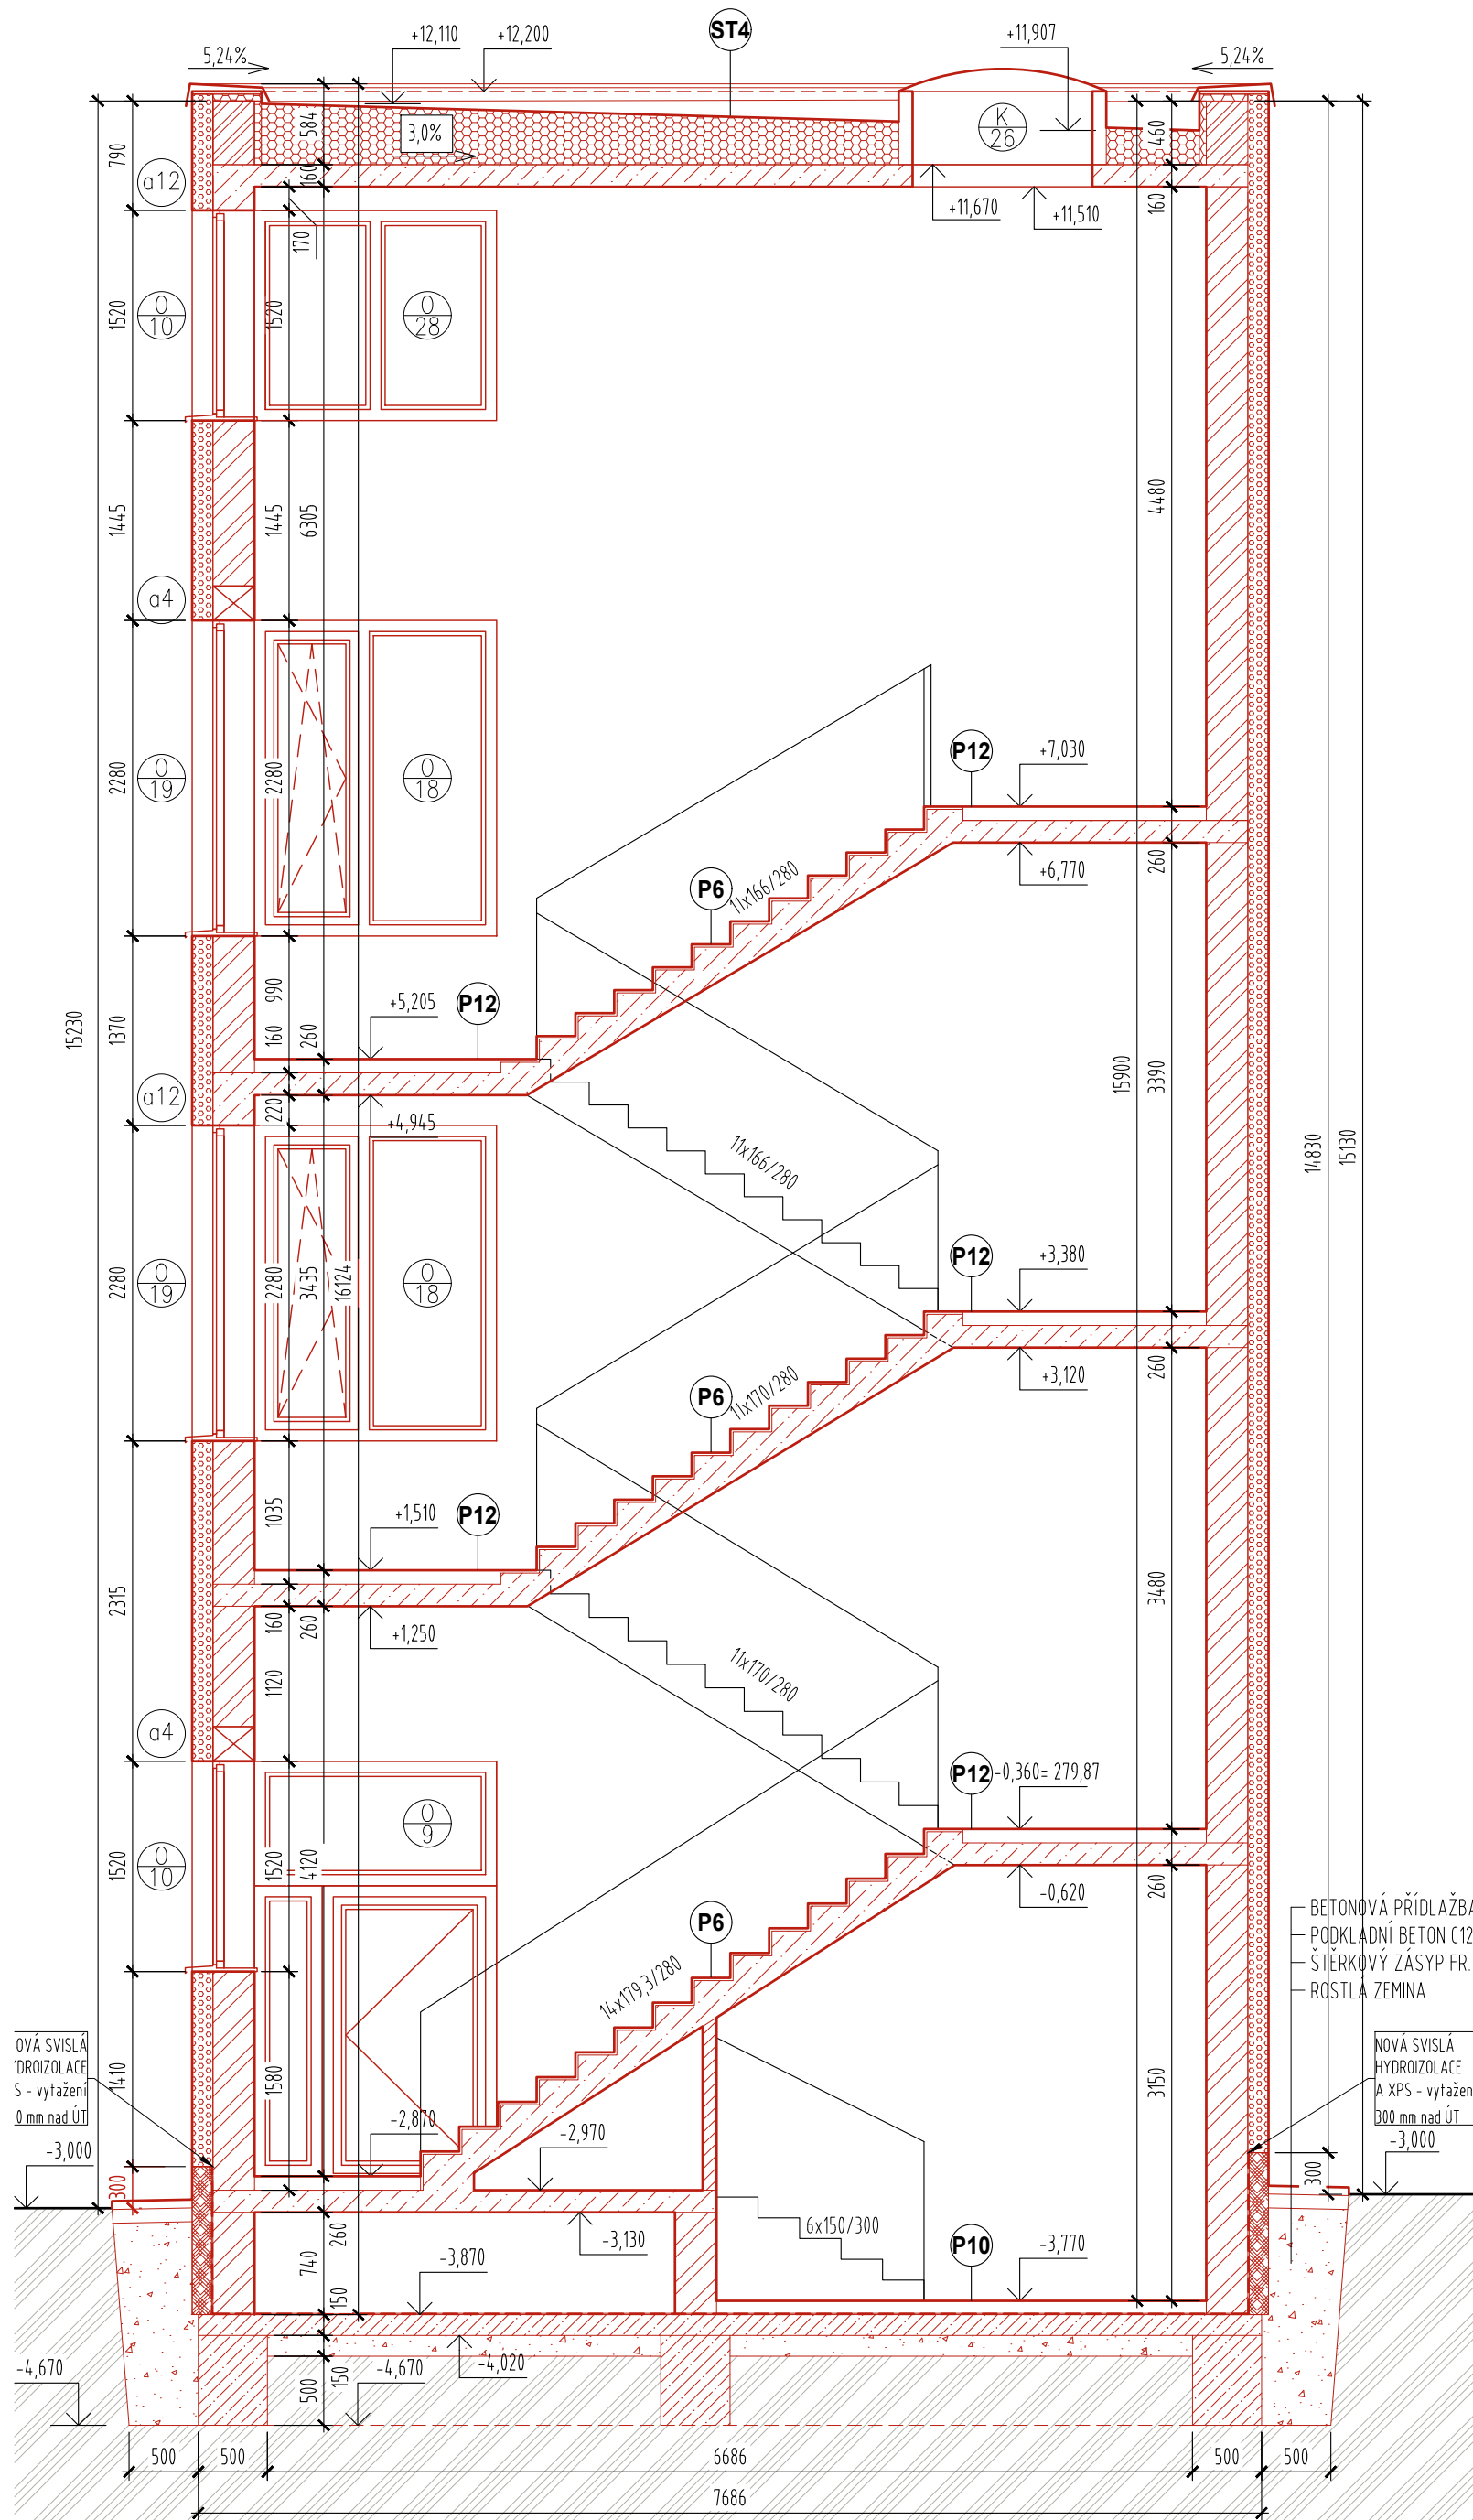 ST4
+12,110
+12,200
+11,907
5,24%
5,24%
584
3,0%
K
26
460
790
a12
160
160
+11,670
+11,510
170
1520
O
10
1520
O
28
1445
1445
6305
4480
a4
2280
O
19
2280
O
18
P12
+7,030
P6
11x166/280
+6,770
260
990
+5,205
P12
15230
1370
160
260
15900
3390
a12
220
+4,945
11x166/280
14830
15130
2280
O
19
2280
3435
16124
O
18
P12
+3,380
P6
11x170/280
+3,120
260
1035
+1,510
P12
2315
160
260
+1,250
3480
1120
11x170/280
a4
P12
-0,360= 279,87
O
9
1520
O
10
1520
4120
-0,620
260
P6
BETONOVÁ PŘÍDLAŽBA
PODKLADNÍ BETON C12
ŠTĚRKOVÝ ZÁSYP FR.
ROSTLÁ ZEMINA
14x179,3/280
OVÁ SVISLÁ
DROIZOLACE
S - vytažení
0 mm nad ÚT
1410
1580
3150
NOVÁ SVISLÁ
HYDROIZOLACE
A XPS - vytažen
300 mm nad ÚT
-2,870
-2,970
-3,000
-3,000
300
300
260
-3,130
6x150/300
740
-3,870
P10
-3,770
150
-4,670
500
150
-4,670
-4,020
500
500
6686
500
500
7686